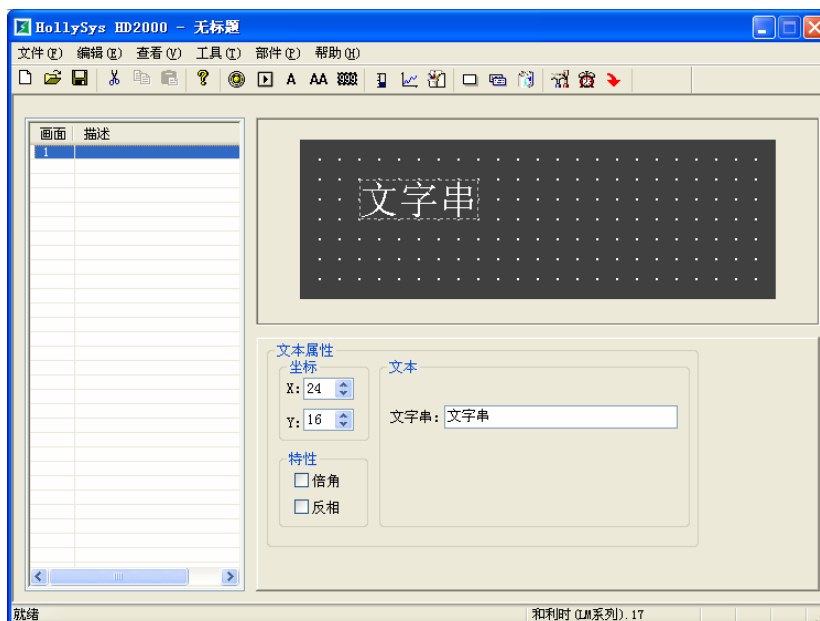 HollySys HD2000 - 无标题
文件(F) 编辑(E) 查看(V) 工具(T) 部件(P) 帮助(H)
A AA
画面 描述
1
文字串
文本属性
坐标
X: 24
Y: 16
文本
文字串: 文字串
特性
倍角
反相
就绪
和利时(LM系列).17